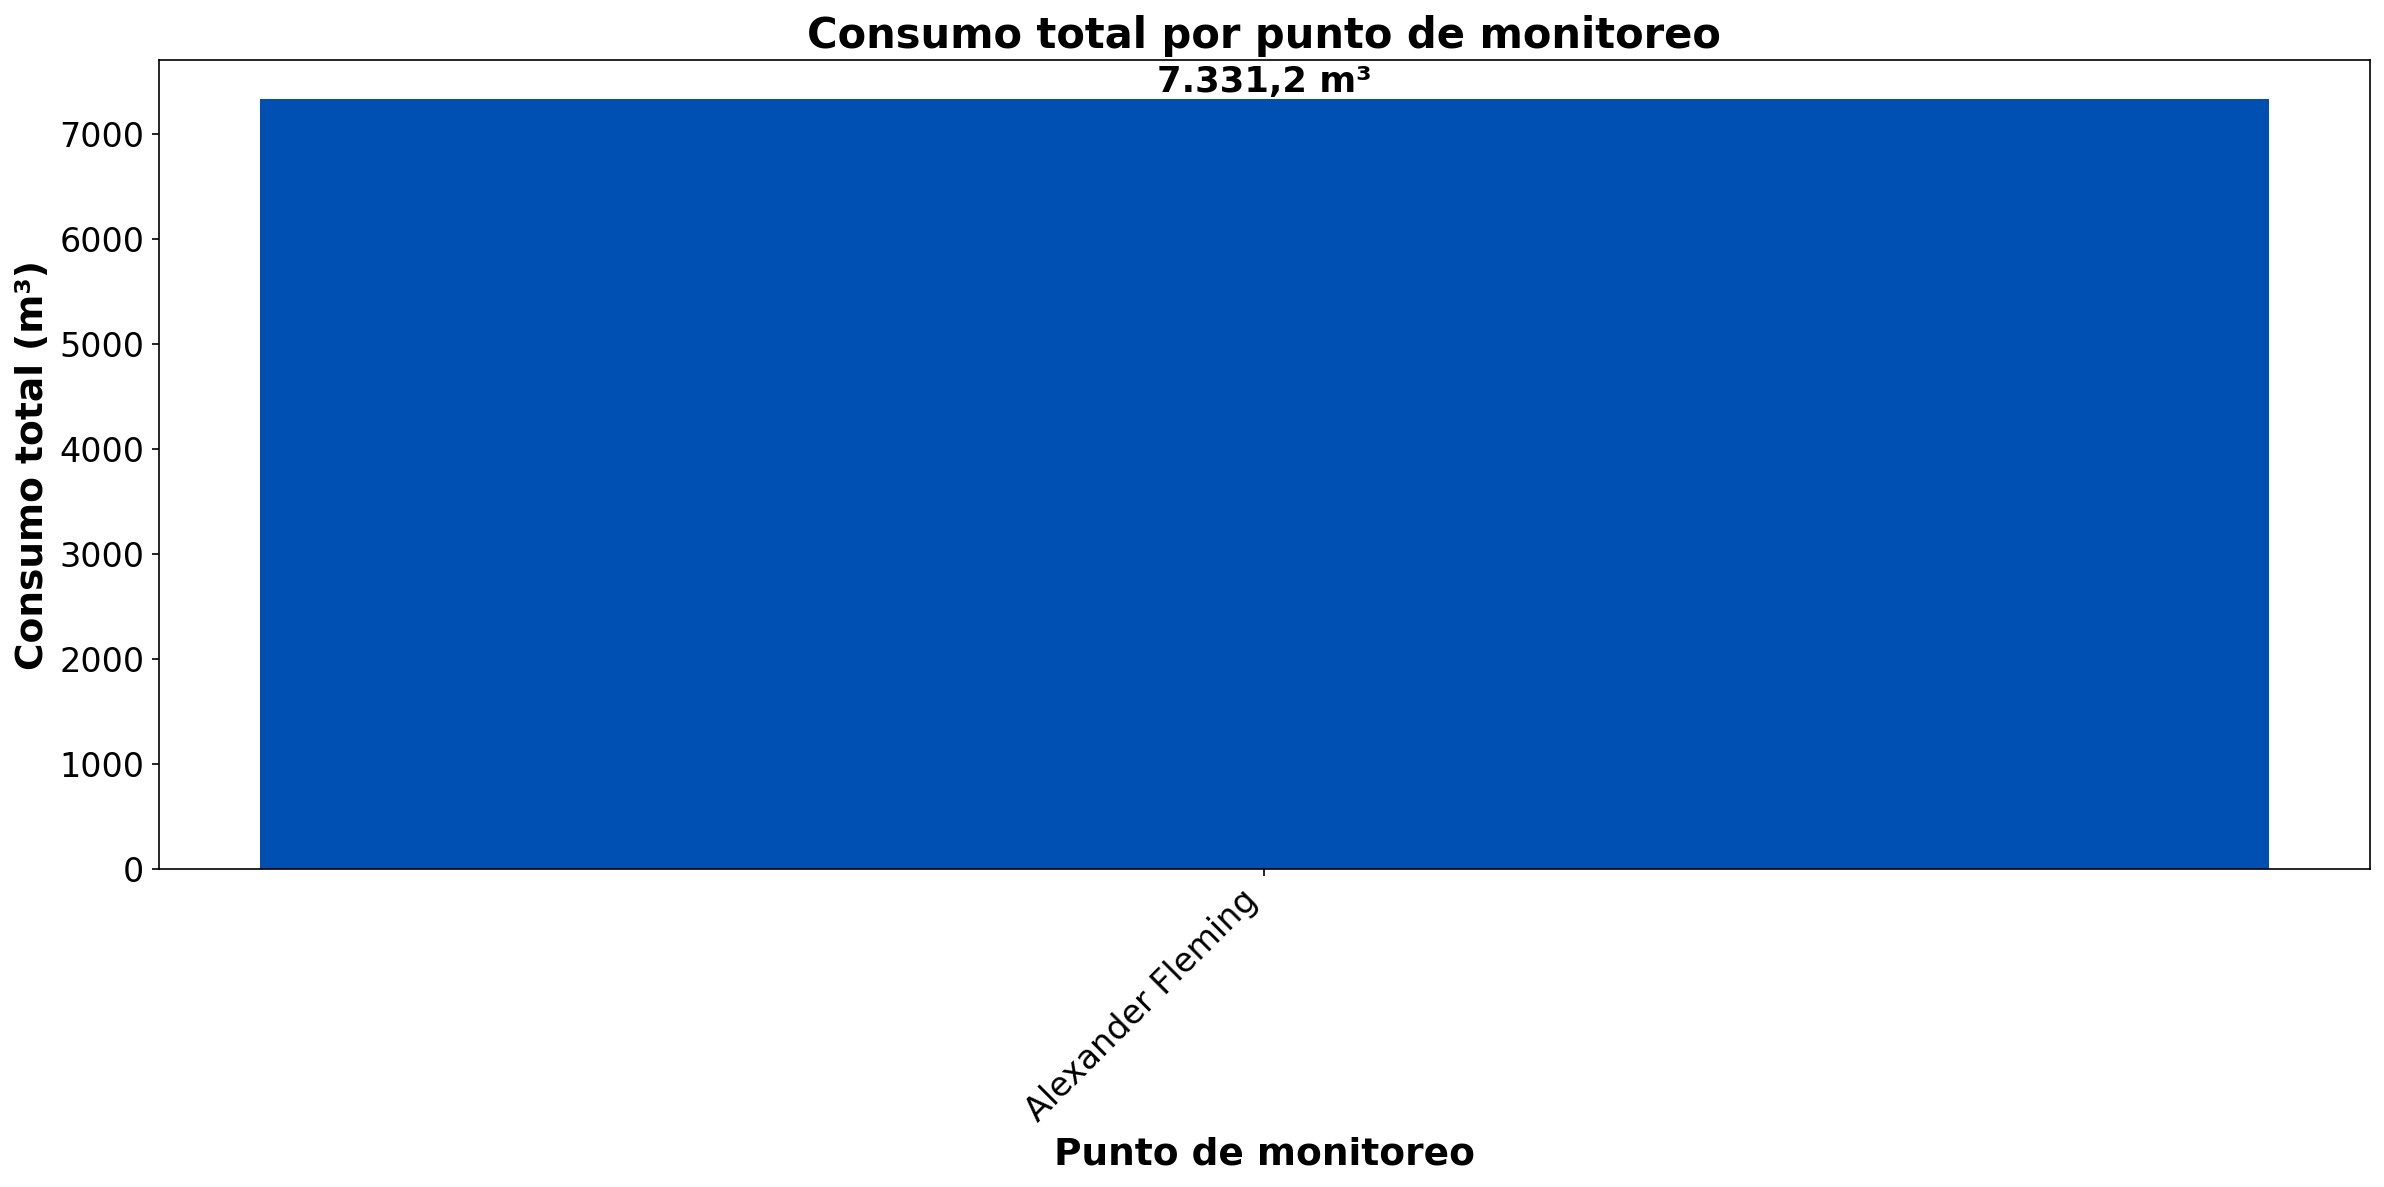 Consumo total por punto de monitoreo
7.331,2 m³
Consumo total (m³)
7000
6000
5000
4000
3000
2000
1000
0
Alexander Fleming
Punto de monitoreo